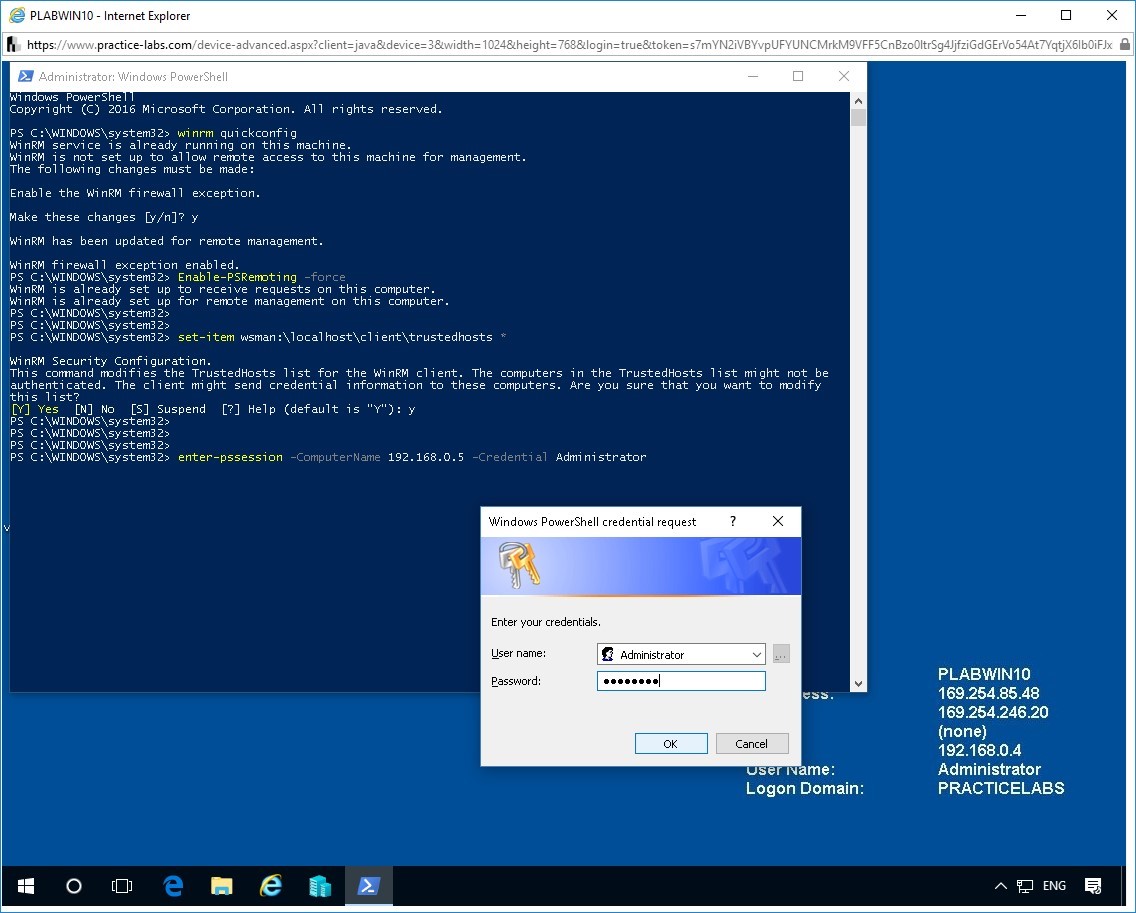 PLABWIN10 - Internet Explorer
https://www.practice-labs.com/device-advanced.aspx?client=java&device=3&width=1024&height=768&login=true&token=s7mYN2iVBYvpUFYUNCMrkM9VFF5CnBzo0ItrSg4JjfziGdGErVo54At7YqtjX6Ib0iFJx
Administrator: Windows PowerShell
Windows PowerShell
Copyright (C) 2016 Microsoft Corporation. All rights reserved.
PS C:\WINDOWS\system32> winrm quickconfig
WinRM service is already running on this machine.
WinRM is not set up to allow remote access to this machine for management.
The following changes must be made:
Enable the WinRM firewall exception.
Make these changes [y/n]? y
WinRM has been updated for remote management.
WinRM firewall exception enabled.
PS C:\WINDOWS\system32> Enable-PSRemoting -force
WinRM is already set up to receive requests on this computer.
WinRM is already set up for remote management on this computer.
PS C:\WINDOWS\system32>
PS C:\WINDOWS\system32>
PS C:\WINDOWS\system32> set-item wsman:\localhost\client\trustedhosts *
WinRM Security Configuration.
This command modifies the TrustedHosts list for the WinRM client. The computers in the TrustedHosts list might not be
authenticated. The client might send credential information to these computers. Are you sure that you want to modify
this list?
[Y] Yes  [N] No  [S] Suspend  [?] Help (default is "Y"): y
PS C:\WINDOWS\system32>
PS C:\WINDOWS\system32>
PS C:\WINDOWS\system32>
PS C:\WINDOWS\system32> enter-pssession -ComputerName 192.168.0.5 -Credential Administrator
Windows PowerShell credential request
?
Enter your credentials.
User name:
Administrator
...
Password:
●●●●●●●●
OK
Cancel
PLABWIN10
169.254.85.48
169.254.246.20
(none)
192.168.0.4
User Name: Administrator
Logon Domain: PRACTICELABS
ENG